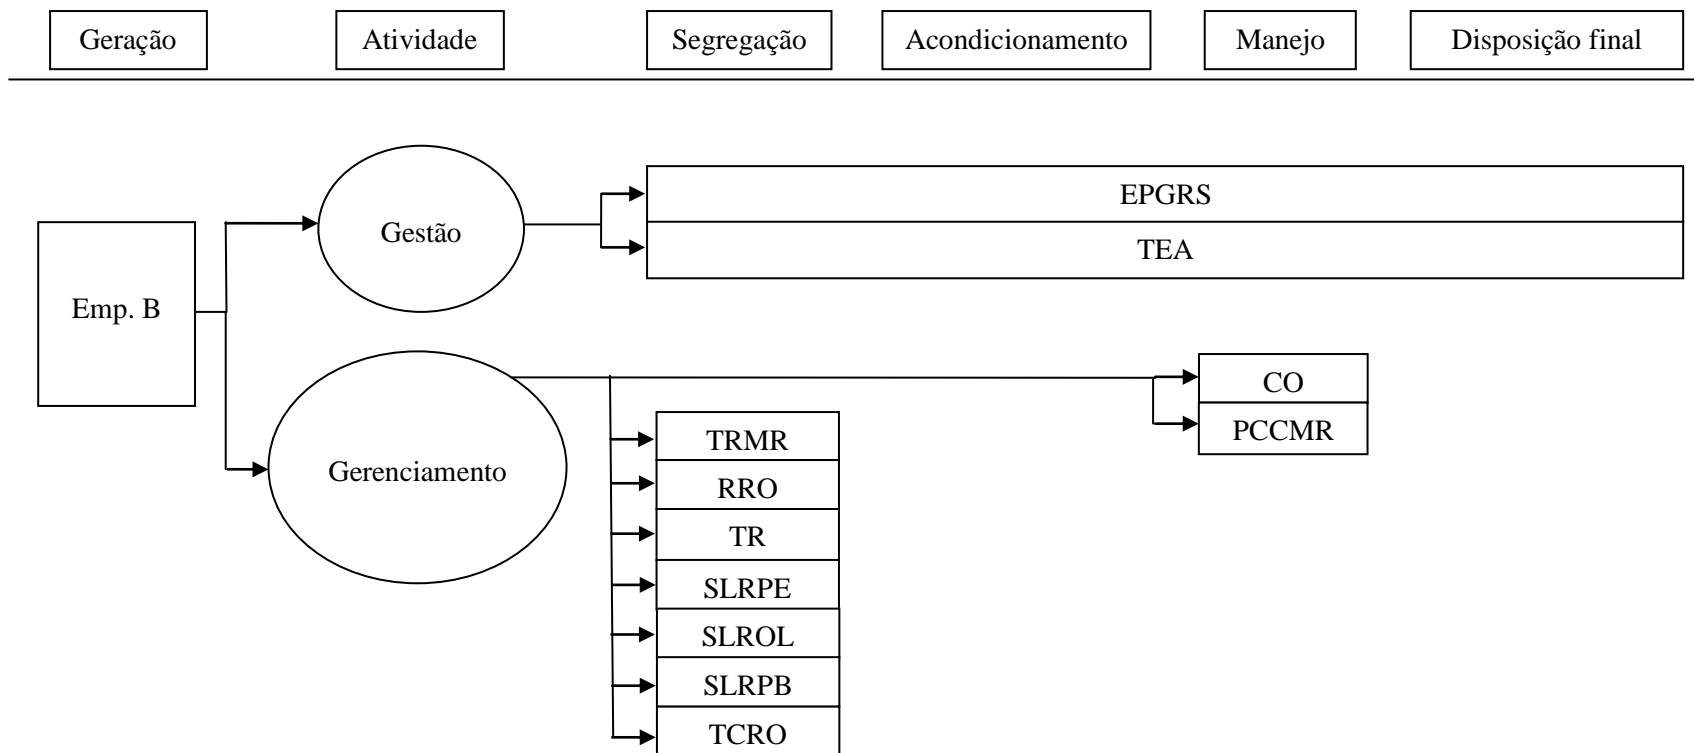 Geração Atividade Segregação Acondicionamento Manejo Disposição final
EPGRS
Gestão
TEA
Emp. B
CO
PCCMR
TRMR
Gerenciamento
RRO
TR
SLRPE
SLROL
SLRPB
TCRO